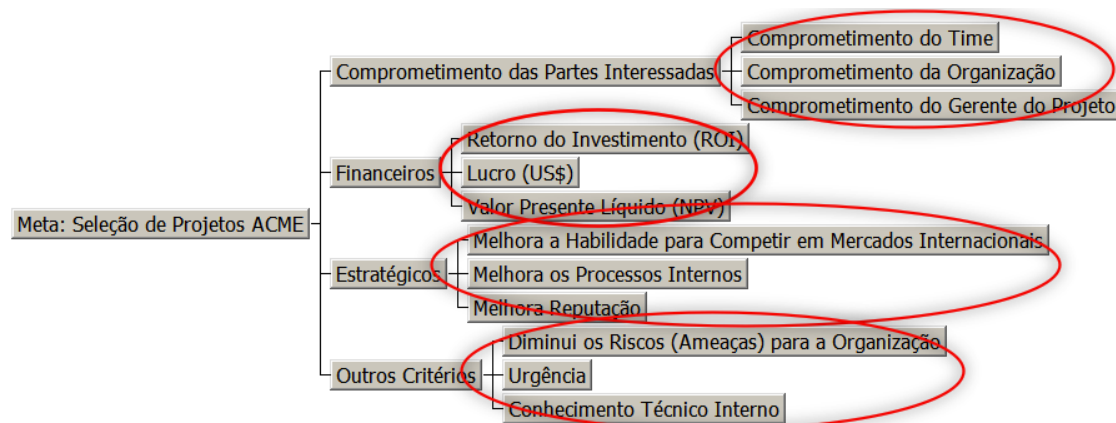 Comprometimento do Time
Comprometimento das Partes Interessadas
Comprometimento da Organização
Comprometimento do Gerente do Projeto
Retorno do Investimento (ROI)
Financeiros
Lucro (US$)
Valor Presente Líquido (NPV)
Meta: Seleção de Projetos ACME
Melhora a Habilidade para Competir em Mercados Internacionais
Estratégicos
Melhora os Processos Internos
Melhora Reputação
Diminui os Riscos (Ameaças) para a Organização
Outros Critérios
Urgência
Conhecimento Técnico Interno